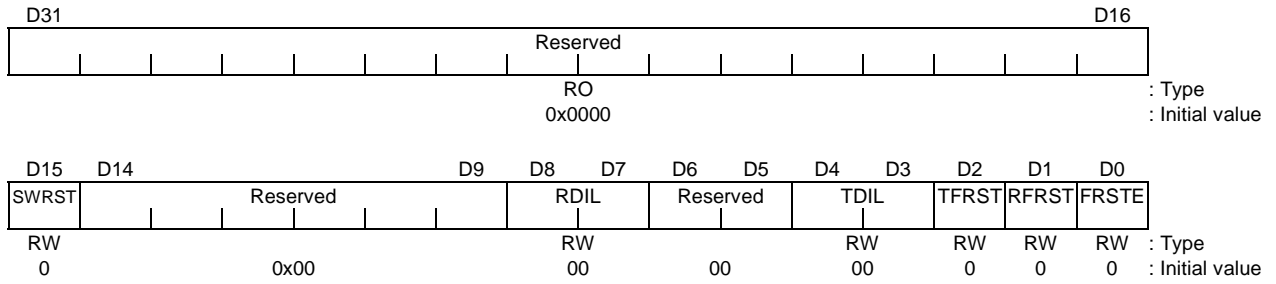 D31 D16
Reserved
RO : Type
0x0000 : Initial value
D15 D14 D9 D8 D7 D6 D5 D4 D3 D2 D1 D0
SWRST Reserved RDIL Reserved TDIL TFRST RFRST FRSTE
RW RW RW RW RW RW : Type
0 0x00 00 00 00 0 0 0 : Initial value